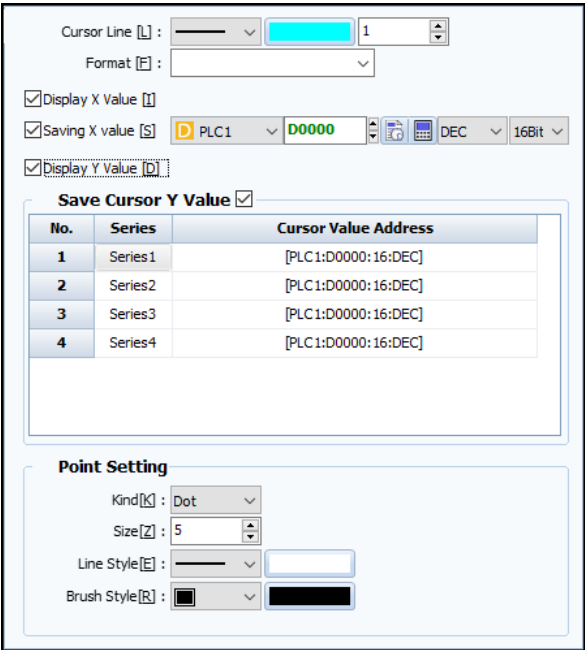 Cursor Line [L] : 1
Format [F] :
Display X Value [I]
Saving X value [S] D PLC1 D0000 DEC 16Bit
Display Y Value [D]
Save Cursor Y Value
No. Series Cursor Value Address
1 Series1 [PLC1:D0000:16:DEC]
2 Series2 [PLC1:D0000:16:DEC]
3 Series3 [PLC1:D0000:16:DEC]
4 Series4 [PLC1:D0000:16:DEC]
Point Setting
Kind[K] : Dot
Size[Z] : 5
Line Style[E] :
Brush Style[R] :